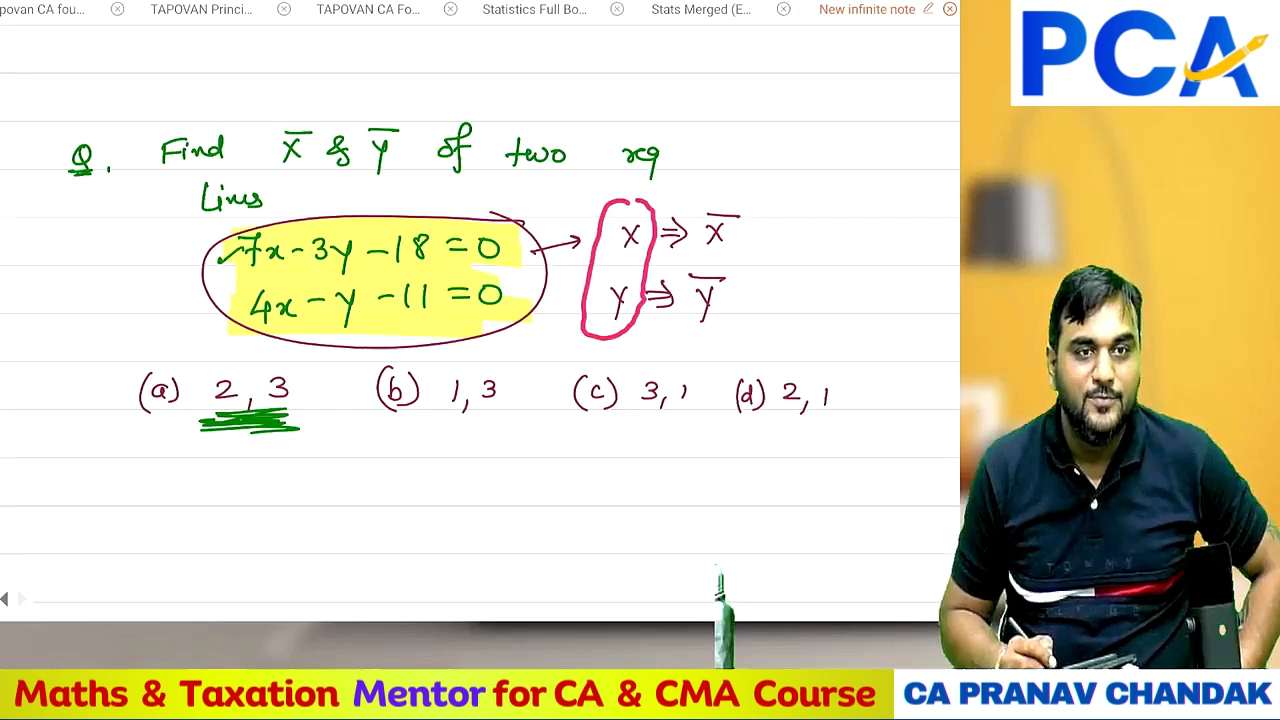 povan CA fou... TAPOVAN Princi... TAPOVAN CA Fo... Statistics Full Bo... Stats Merged (E... New infinite note
PCA
Q. Find X̄ & Ȳ of two reg
Lines
7x - 3y - 18 = 0
x ⇒ X̄
4x - y - 11 = 0
y ⇒ Ȳ
(a) 2, 3 (b) 1, 3 (c) 3, 1 (d) 2, 1
Maths & Taxation Mentor for CA & CMA Course
CA PRANAV CHANDAK